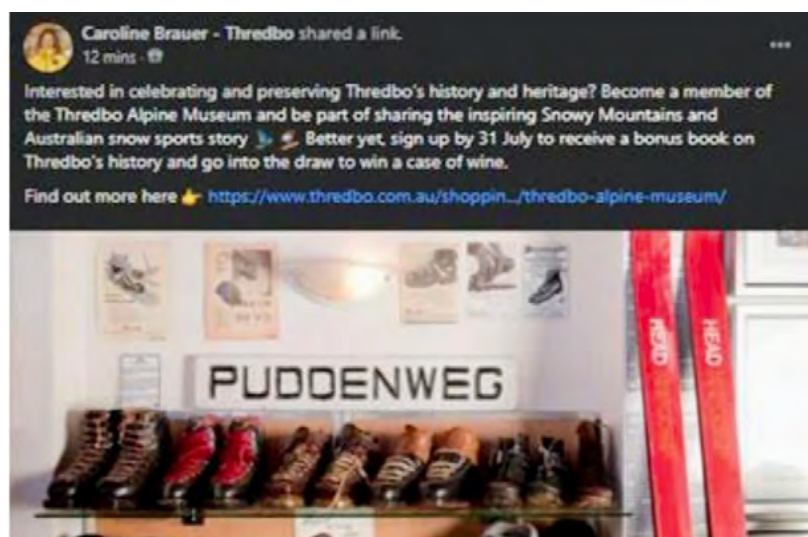 Caroline Brauer - Thredbo shared a link.
12 mins ·
Interested in celebrating and preserving Thredbo's history and heritage? Become a member of
the Thredbo Alpine Museum and be part of sharing the inspiring Snowy Mountains and
Australian snow sports story Better yet, sign up by 31 July to receive a bonus book on
Thredbo's history and go into the draw to win a case of wine.
Find out more here 👉 https://www.thredbo.com.au/shoppin.../thredbo-alpine-museum/
PUDDENWEG
HEAD
HEAD